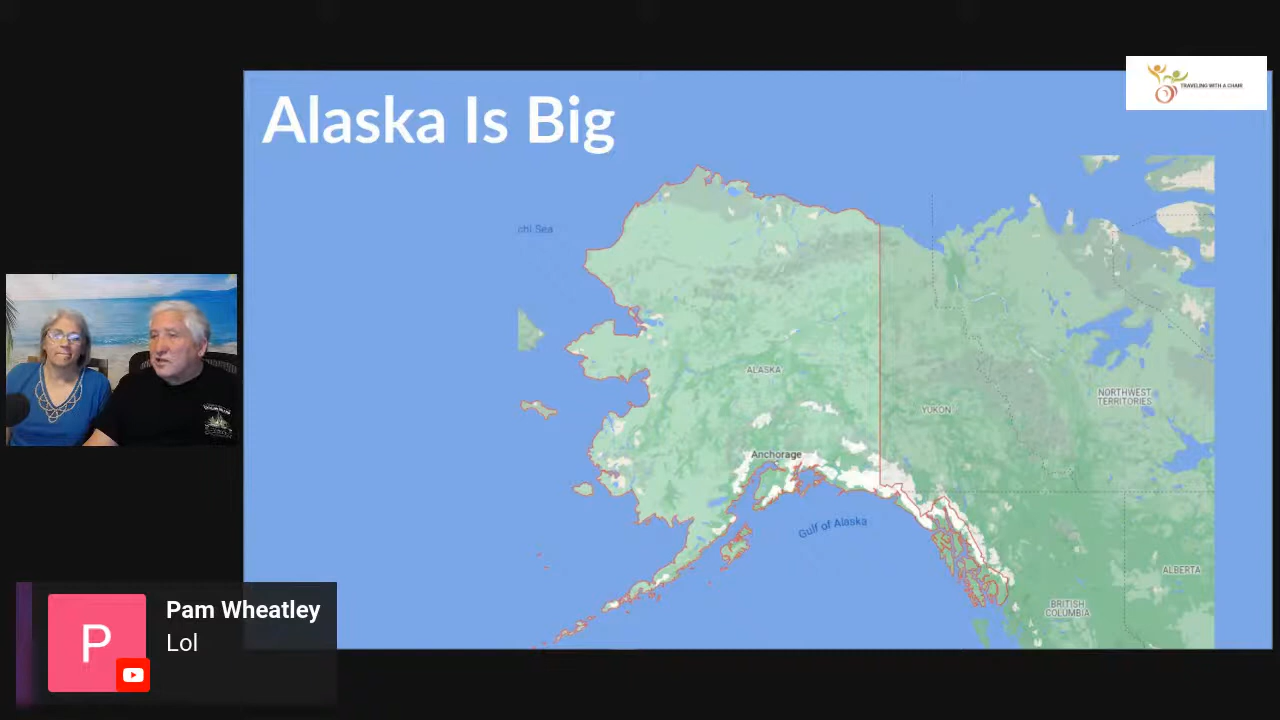 TRAVELING WITH A CHAIR
Alaska Is Big
chi Sea
ALASKA
NORTHWEST
TERRITORIES
YUKON
Anchorage
Gulf of Alaska
ALBERTA
BRITISH
COLUMBIA
Pam Wheatley
P
Lol